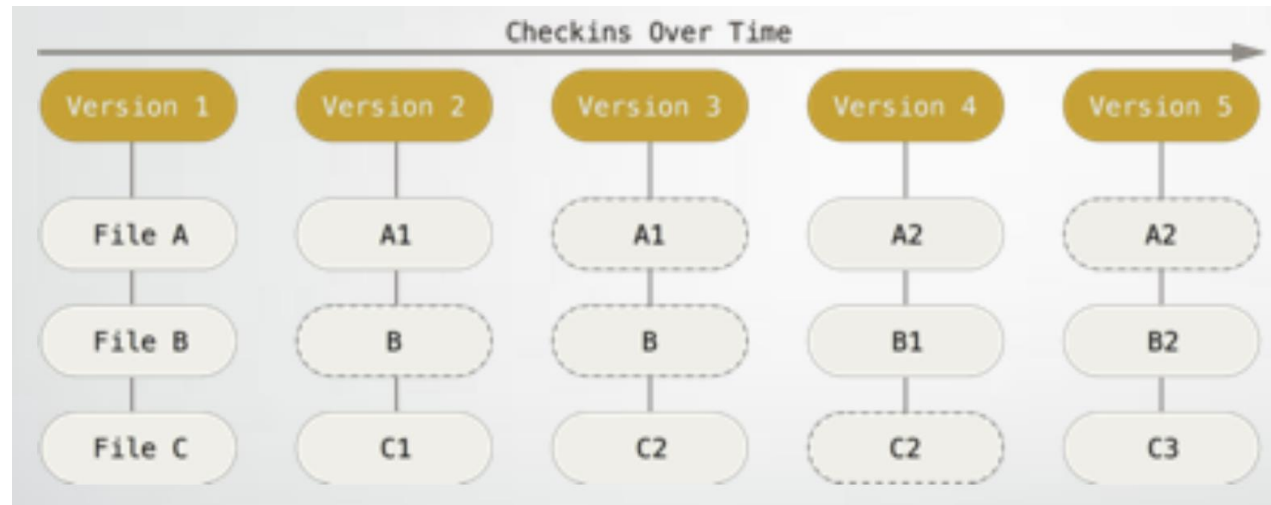 Checkins Over Time
Version 1 Version 2 Version 3 Version 4 Version 5
File A A1 A1 A2 A2
File B B B B1 B2
File C C1 C2 C2 C3